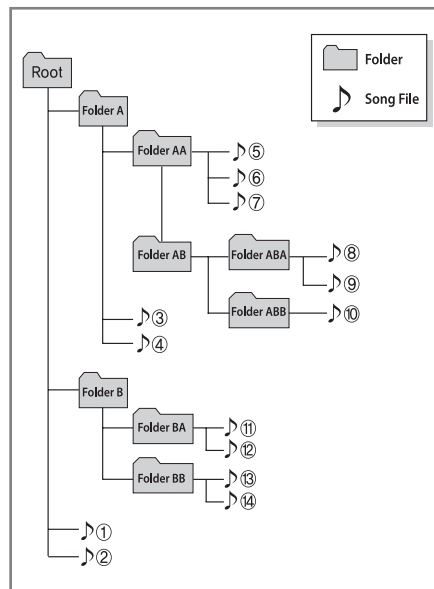 Root
Folder
Song File
Folder A
Folder AA
⑤
⑥
⑦
Folder AB
Folder ABA
⑧
⑨
Folder ABB
⑩
③
④
Folder B
Folder BA
⑪
⑫
Folder BB
⑬
⑭
①
②